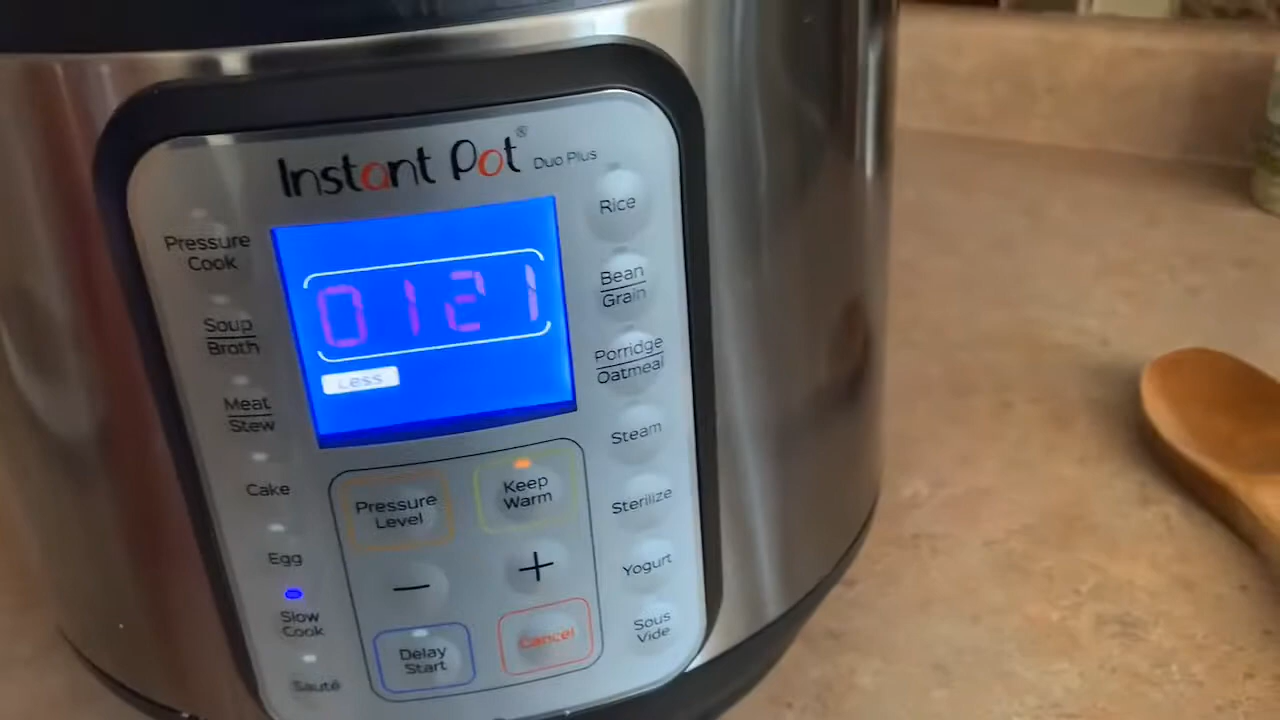 Instant Pot® Duo Plus
0121
Less
Pressure
Cook
Soup
Broth
Meat
Stew
Cake
Egg
Slow
Cook
Sauté
Rice
Bean
Grain
Porridge
Oatmeal
Steam
Sterilize
Yogurt
Sous
Vide
Pressure
Level
Keep
Warm
−
+
Delay
Start
Cancel